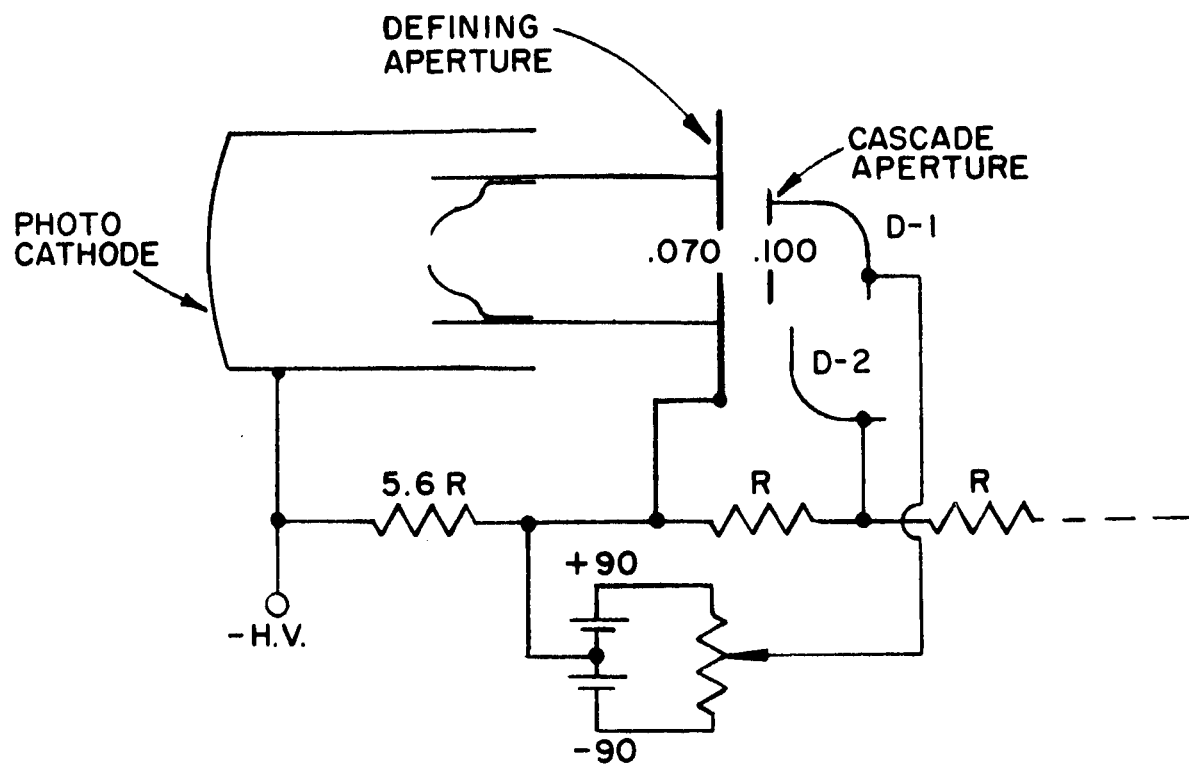 DEFINING
APERTURE
CASCADE
APERTURE
PHOTO
CATHODE
D-1
.070
.100
D-2
5.6 R
R
R
+90
-H.V.
-90